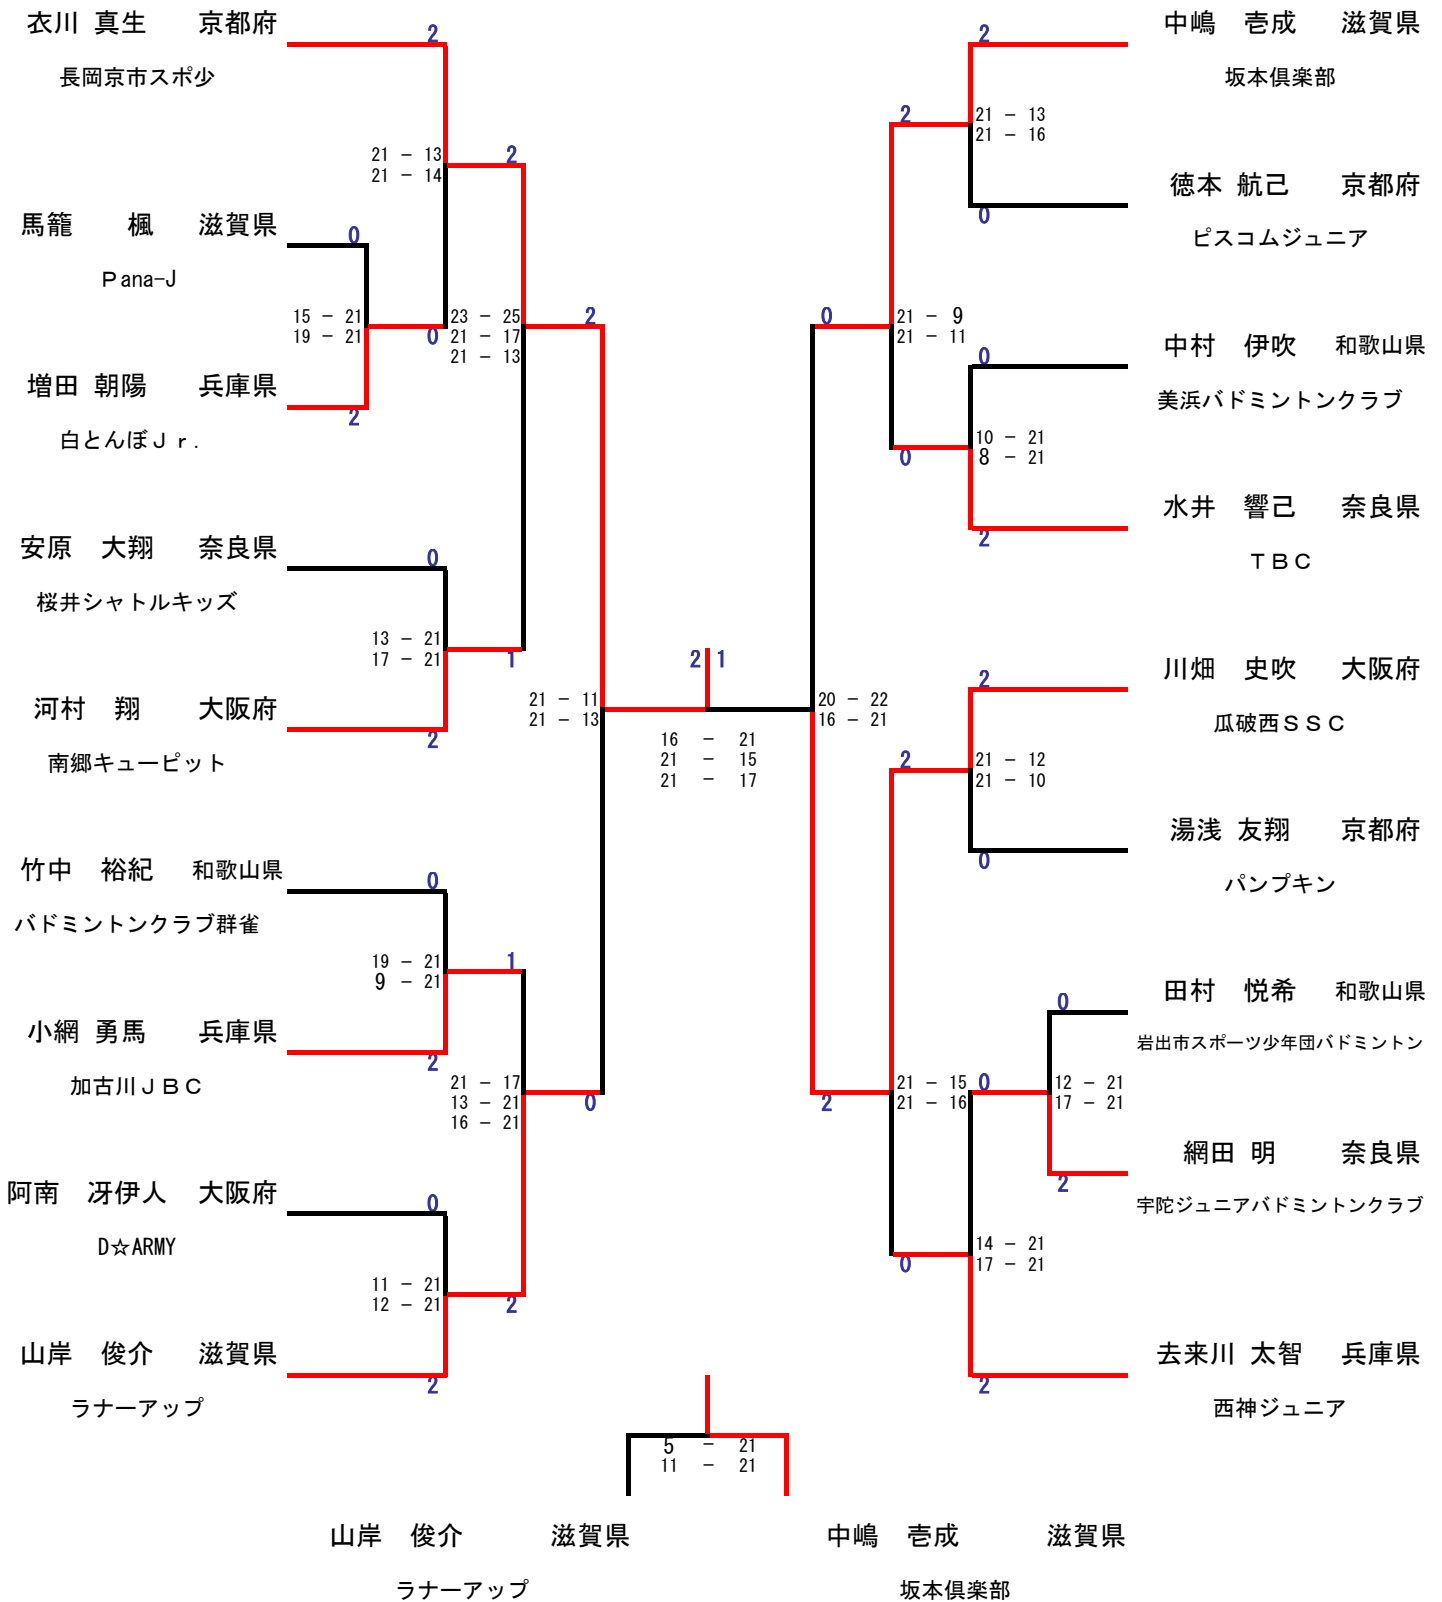 衣川 真生 京都府
2
長岡京市スポ少
21 － 13
21 － 14
2
馬籠 楓 滋賀県
0
Ｐana-J
15 － 21
19 － 21
0
23 － 25
21 － 17
21 － 13
2
増田 朝陽 兵庫県
2
白とんぼＪｒ．
安原 大翔 奈良県
0
桜井シャトルキッズ
13 － 21
17 － 21
1
河村 翔 大阪府
2
南郷キューピット
21 － 11
21 － 13
竹中 裕紀 和歌山県
0
バドミントンクラブ群雀
19 － 21
9 － 21
1
小網 勇馬 兵庫県
2
加古川ＪＢＣ
21 － 17
13 － 21
16 － 21
0
阿南 冴伊人 大阪府
0
D☆ARMY
11 － 21
12 － 21
2
山岸 俊介 滋賀県
2
ラナーアップ
2 1
16 － 21
21 － 15
21 － 17
中嶋 壱成 滋賀県
2
坂本倶楽部
2
21 － 13
21 － 16
徳本 航己 京都府
0
ピスコムジュニア
0
21 － 9
21 － 11
中村 伊吹 和歌山県
0
美浜バドミントンクラブ
0
10 － 21
8 － 21
水井 響己 奈良県
2
ＴＢＣ
20 － 22
16 － 21
川畑 史吹 大阪府
2
瓜破西ＳＳＣ
2
21 － 12
21 － 10
湯浅 友翔 京都府
0
パンプキン
田村 悦希 和歌山県
0
岩出市スポーツ少年団バドミントン
2
21 － 15
21 － 16
0
12 － 21
17 － 21
網田 明 奈良県
2
宇陀ジュニアバドミントンクラブ
0
14 － 21
17 － 21
去来川 太智 兵庫県
2
西神ジュニア
5 － 21
11 － 21
山岸 俊介 滋賀県 中嶋 壱成 滋賀県
ラナーアップ 坂本倶楽部